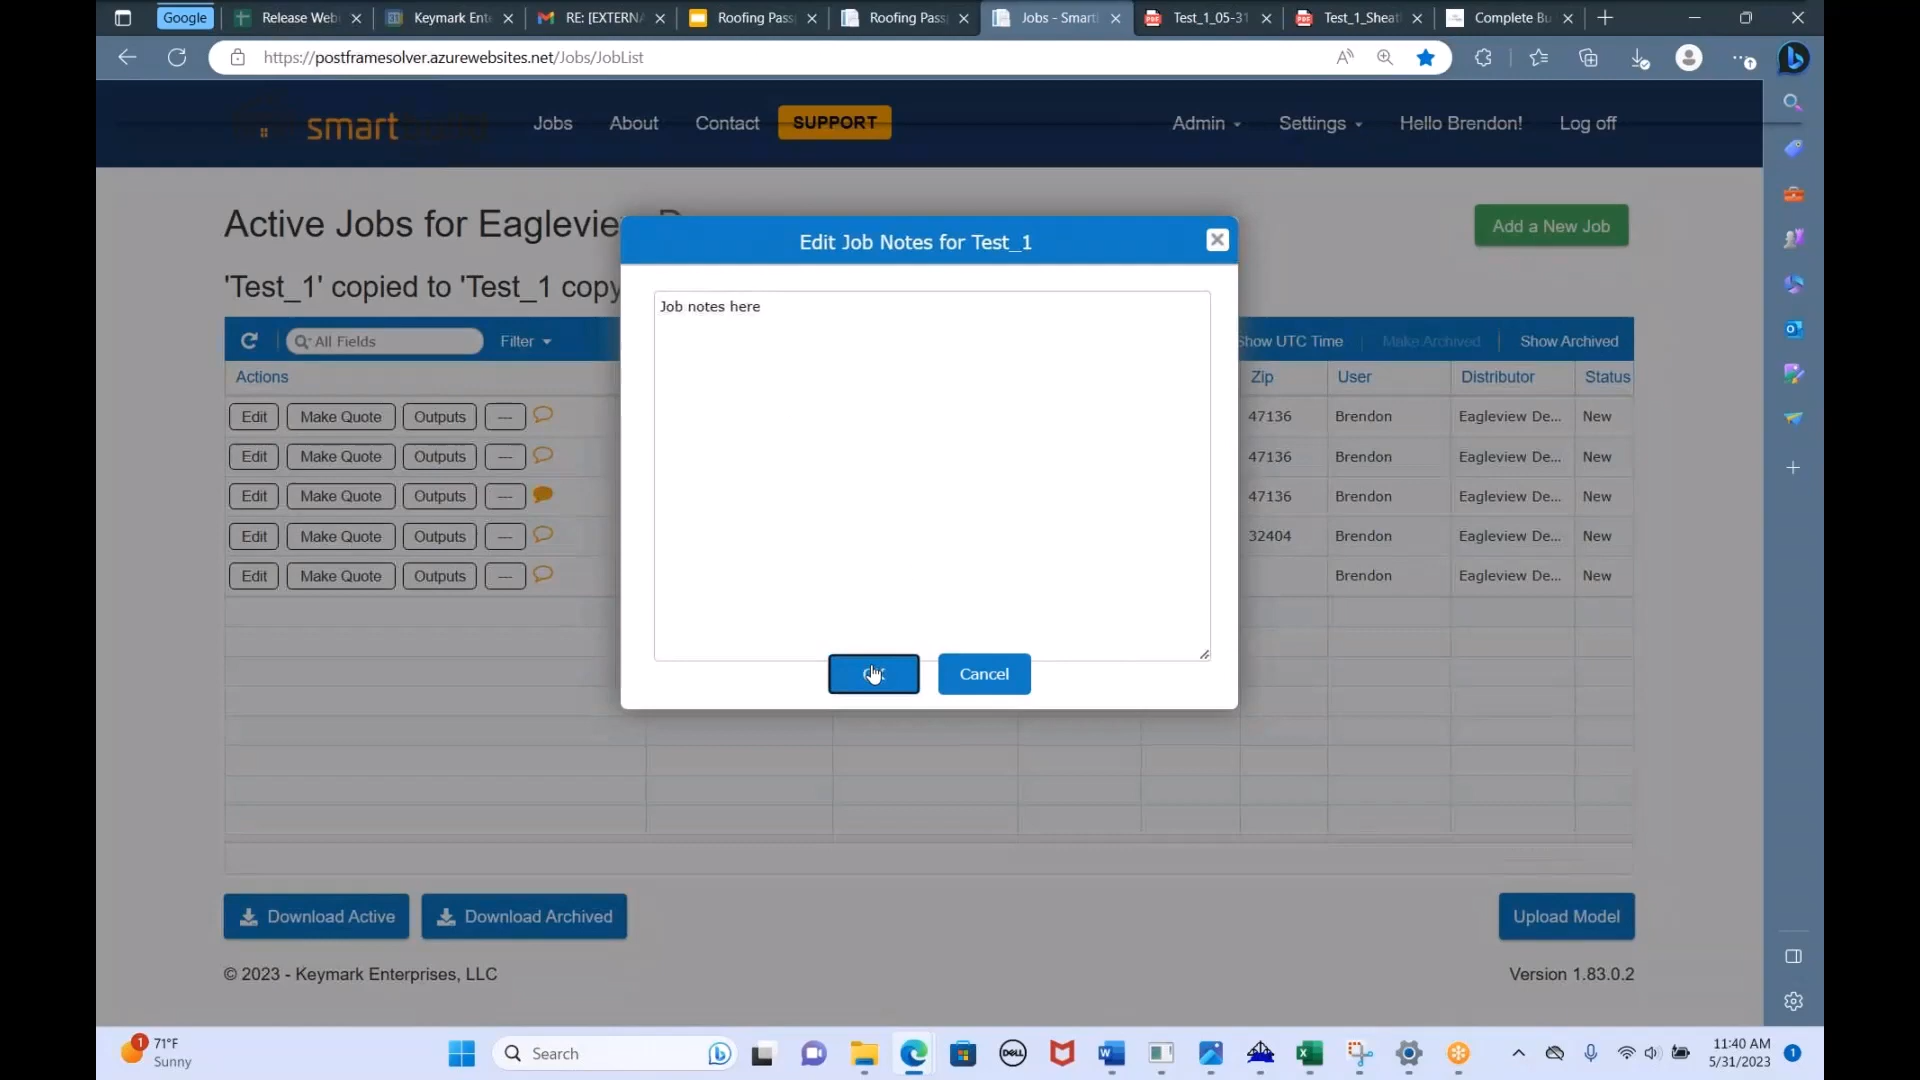 Google
Release Web
Keymark Ent
RE: [EXTERNA
Roofing Pass
Roofing Pass
Jobs - Smart
Test_1_05-31
Test_1_Sheat
Complete Bu
https://postframesolver.azurewebsites.net/Jobs/JobList
smart
Jobs
About
Contact
SUPPORT
Admin
Settings
Hello Brendon!
Log off
Active Jobs for Eagleview
Add a New Job
Edit Job Notes for Test_1
'Test_1' copied to 'Test_1 copy
Job notes here
All Fields
Filter
Show UTC Time
Make Archived
Show Archived
Actions Zip User Distributor Status
Edit Make Quote Outputs --- 47136 Brendon Eagleview De... New
Edit Make Quote Outputs --- 47136 Brendon Eagleview De... New
Edit Make Quote Outputs --- 47136 Brendon Eagleview De... New
Edit Make Quote Outputs --- 32404 Brendon Eagleview De... New
Edit Make Quote Outputs --- Brendon Eagleview De... New
Cancel
Download Active
Download Archived
Upload Model
© 2023 - Keymark Enterprises, LLC
Version 1.83.0.2
1
71°F
Sunny
Search
DELL
11:40 AM
5/31/2023
1